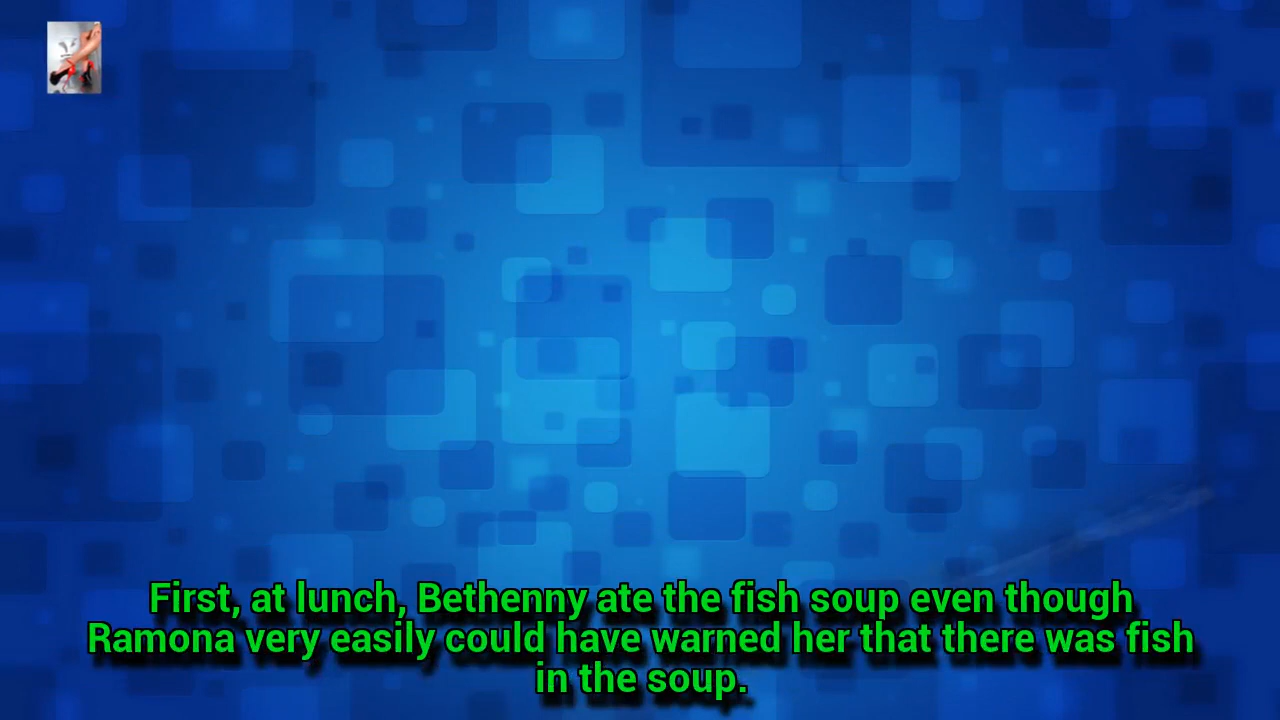 First, at lunch, Bethenny ate the fish soup even though
Ramona very easily could have warned her that there was fish
in the soup.